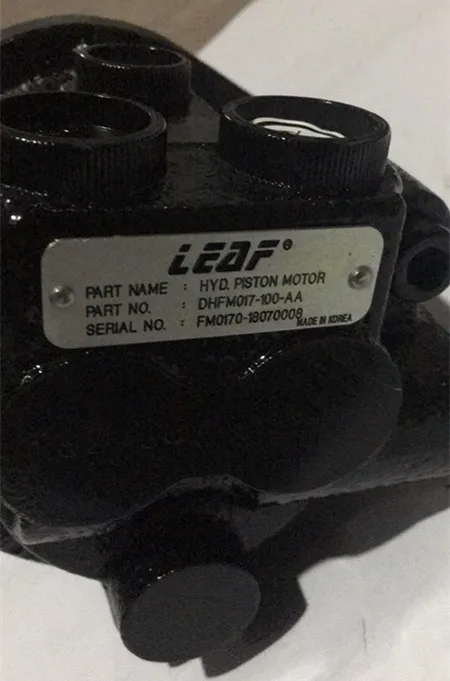 LEAF®
PART NAME : HYD. PISTON MOTOR
PART NO. : DHFM017-100-AA
SERIAL NO. : FM0170-18070008
MADE IN KOREA